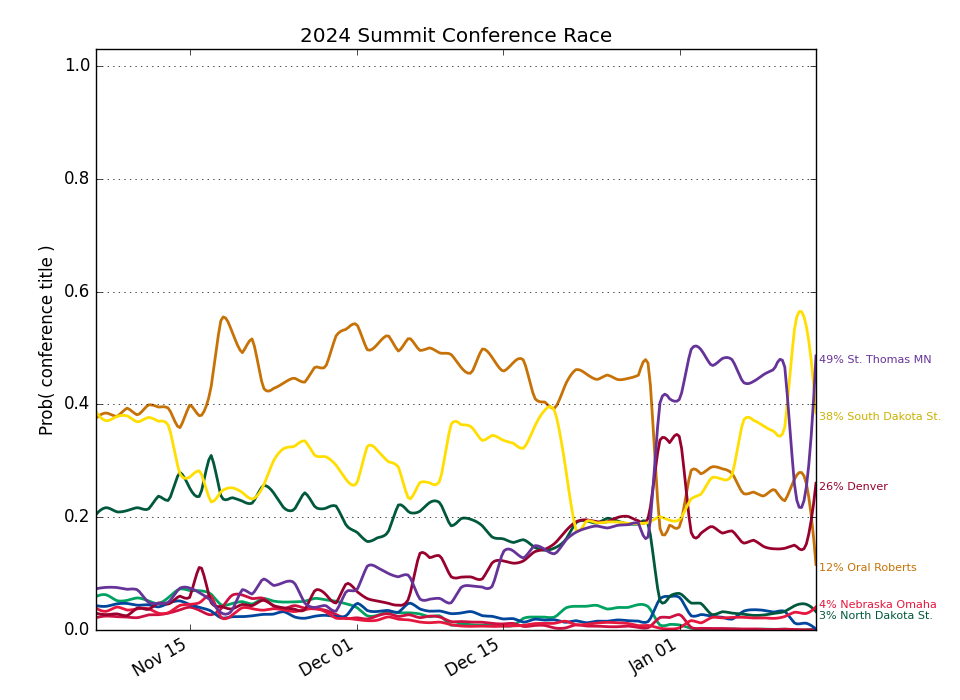 2024 Summit Conference Race
Prob( conference title )
1.0
0.8
0.6
0.4
0.2
0.0
Nov 15
Dec 01
Dec 15
Jan 01
49% St. Thomas MN
38% South Dakota St.
26% Denver
12% Oral Roberts
4% Nebraska Omaha
3% North Dakota St.